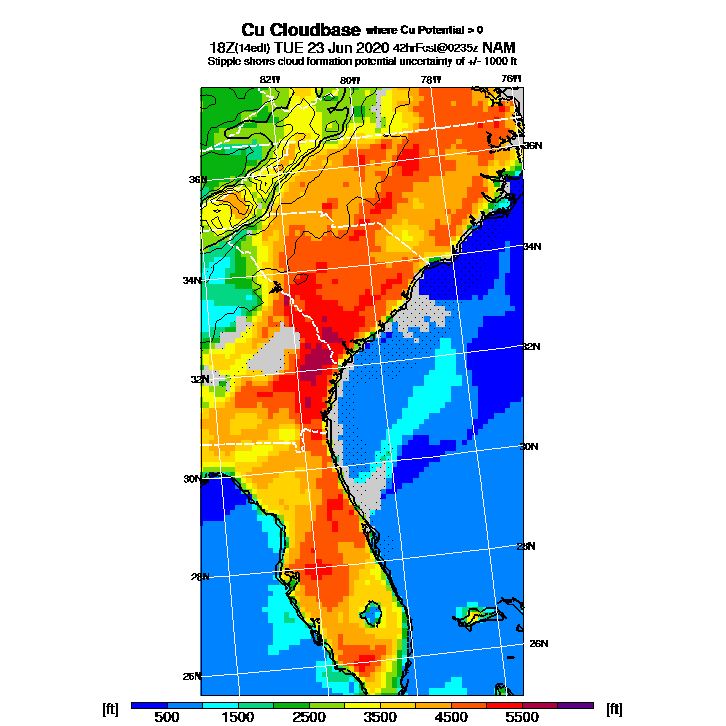 Cu Cloudbase where Cu Potential > 0
18Z(14edt) TUE 23 Jun 2020 42hrFcst@0235z NAM
Stipple shows cloud formation potential uncertainty of +/- 1000 ft
82W 80W 78W 76W
36N
36N
34N
34N
32N
32N
30N
30N
28N
28N
26N
26N
[ft] 500 1500 2500 3500 4500 5500 [ft]